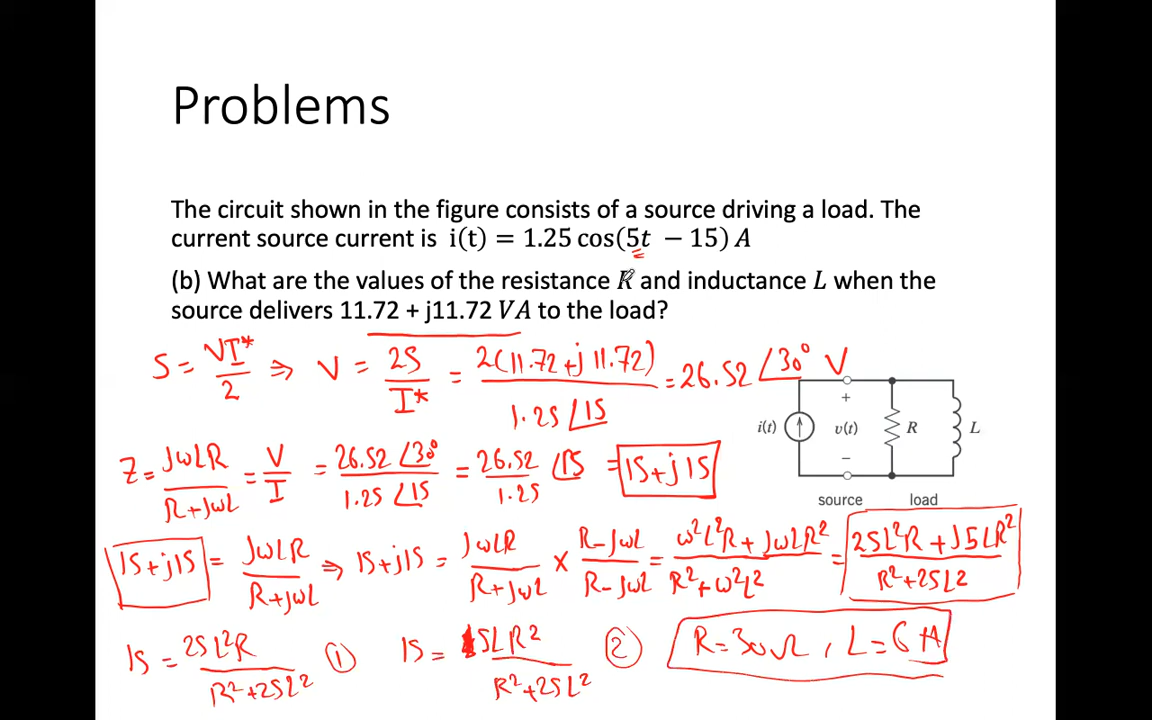 Problems
The circuit shown in the figure consists of a source driving a load. The
current source current is i(t) = 1.25 cos(5t − 15) A
(b) What are the values of the resistance R and inductance L when the
source delivers 11.72 + j11.72 VA to the load?
S = VI*/2 ⇒ V = 2S/I* = 2(11.72+j 11.72)/1.25∠15 = 26.52 ∠30° V
i(t) + v(t) − R L
source load
Z = jωLR/R+jωL = V/I = 26.52 ∠30°/1.25 ∠15 = 26.52/1.25 ∠15 = 15+j15
15+j15 = jωLR/R+jωL ⇒ 15+j15 = jωLR/R+jωL × R−jωL/R−jωL = ω²L²R + jωLR²/R²+ω²L² = 25L²R + j5LR²/R²+25L²
15 = 25L²R/R²+25L² ① 15 = 5LR²/R²+25L² ② R=30Ω, L=6 H